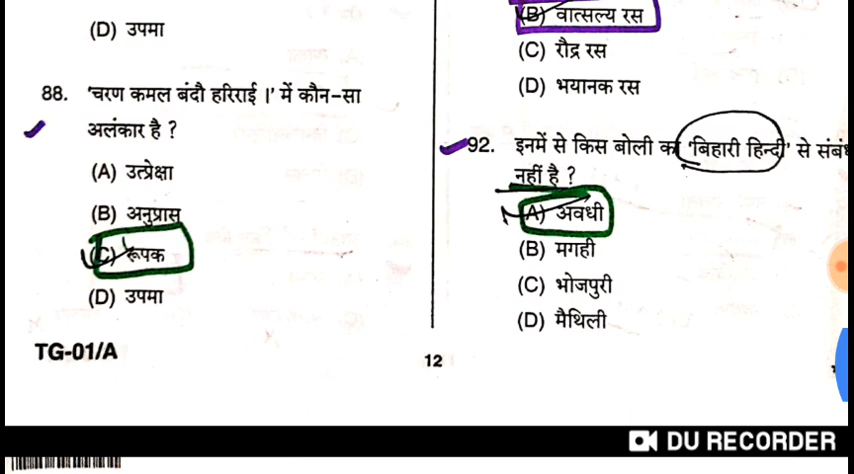 (D) उपमा
88. 'चरण कमल बंदौ हरिराई ।' में कौन-सा
अलंकार है ?
(A) उत्प्रेक्षा
(B) अनुप्रास
(C) रूपक
(D) उपमा
TG-01/A
(B) वात्सल्य रस
(C) रौद्र रस
(D) भयानक रस
92. इनमें से किस बोली का 'बिहारी हिन्दी' से संबंध
नहीं है ?
(A) अवधी
(B) मगही
(C) भोजपुरी
(D) मैथिली
12
DU RECORDER